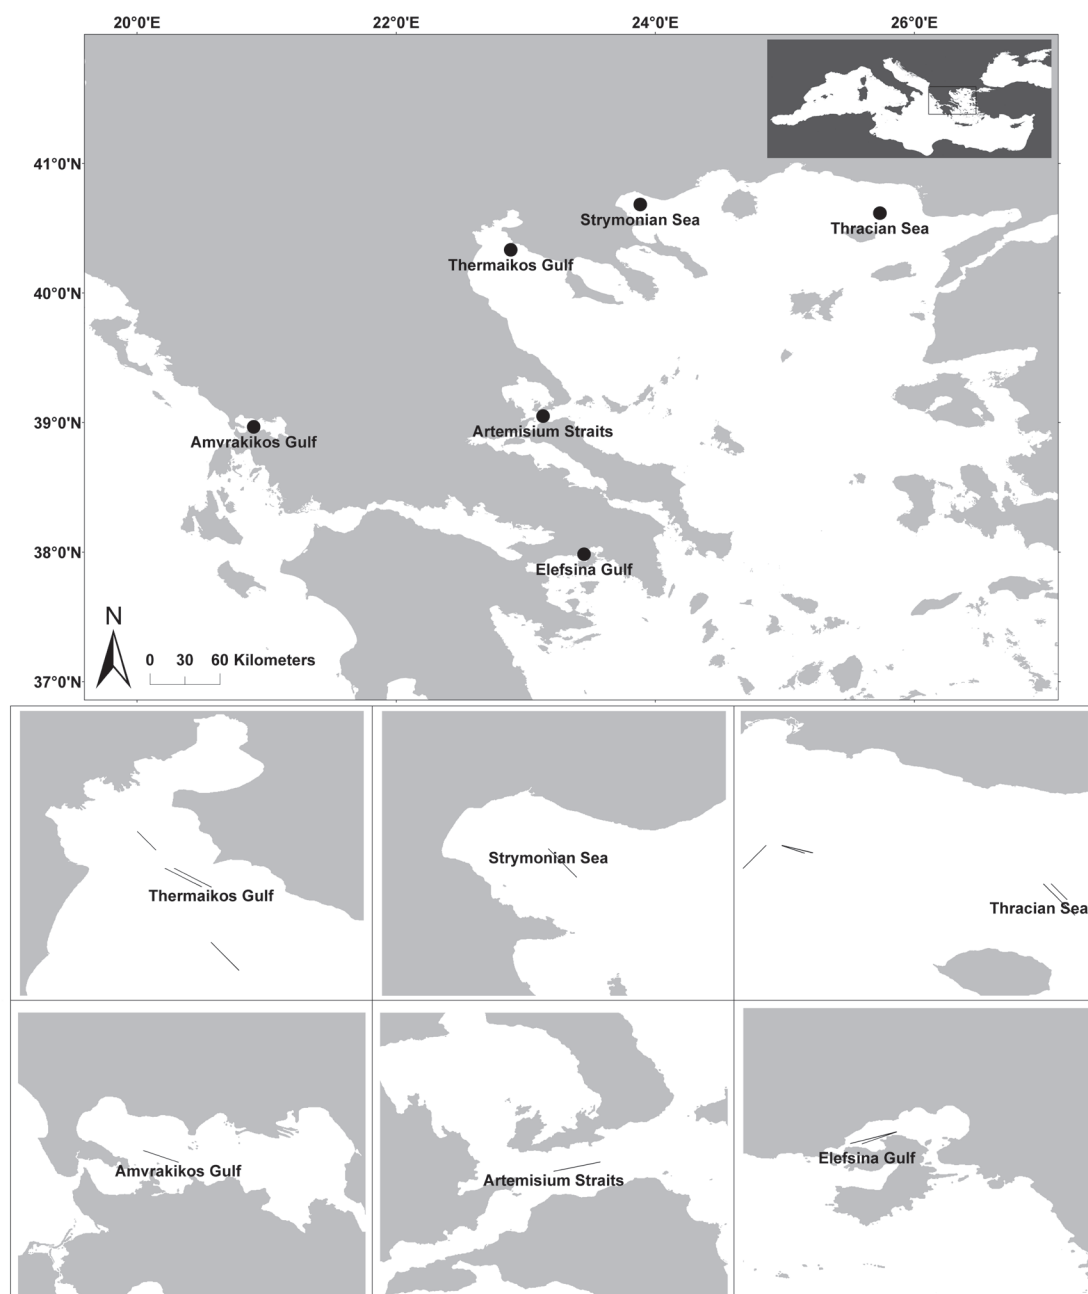 20°0'E 22°0'E 24°0'E 26°0'E
41°0'N
Strymonian Sea
Thracian Sea
Thermaikos Gulf
40°0'N
39°0'N
Artemisium Straits
Amvrakikos Gulf
38°0'N
Elefsina Gulf
N
0 30 60 Kilometers
37°0'N
Strymonian Sea
Thermaikos Gulf
Thracian Sea
Amvrakikos Gulf
Artemisium Straits
Elefsina Gulf